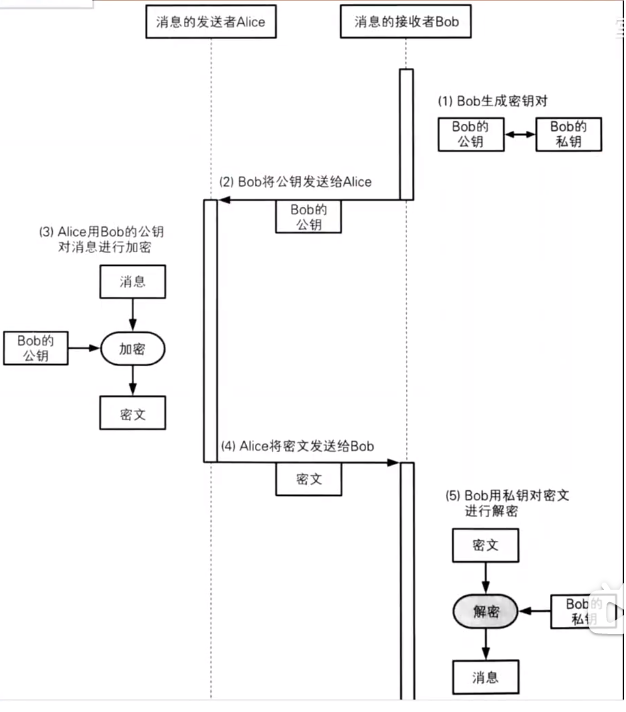 消息的发送者Alice
消息的接收者Bob
(1) Bob生成密钥对
Bob的
公钥
Bob的
私钥
(2) Bob将公钥发送给Alice
Bob的
公钥
(3) Alice用Bob的公钥
对消息进行加密
消息
Bob的
公钥
加密
密文
(4) Alice将密文发送给Bob
密文
(5) Bob用私钥对密文
进行解密
密文
解密
Bob的
私钥
消息